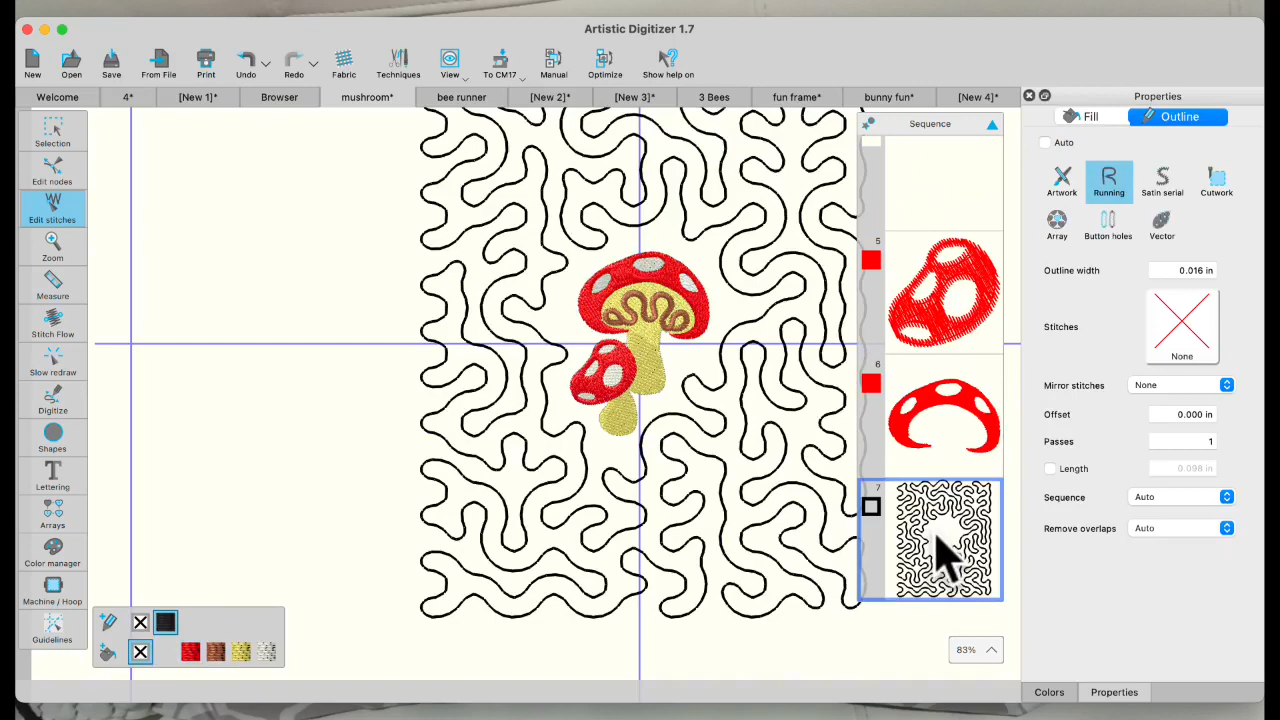 Artistic Digitizer 1.7
New Open Save From File Print Undo Redo Fabric Techniques View To CM17 Manual Optimize Show help on
Welcome 4* [New 1]* Browser mushroom* bee runner [New 2]* [New 3]* 3 Bees fun frame* bunny fun* [New 4]*
Properties
Fill Outline
Selection
Edit nodes
Edit stitches
Zoom
Measure
Stitch Flow
Slow redraw
Digitize
Shapes
Lettering
Arrays
Color manager
Machine / Hoop
Guidelines
Sequence
5
6
7
83%
Auto
Artwork Running Satin serial Cutwork
Array Button holes Vector
Outline width 0.016 in
Stitches
None
Mirror stitches None
Offset 0.000 in
Passes 1
Length 0.098 in
Sequence Auto
Remove overlaps Auto
Colors Properties